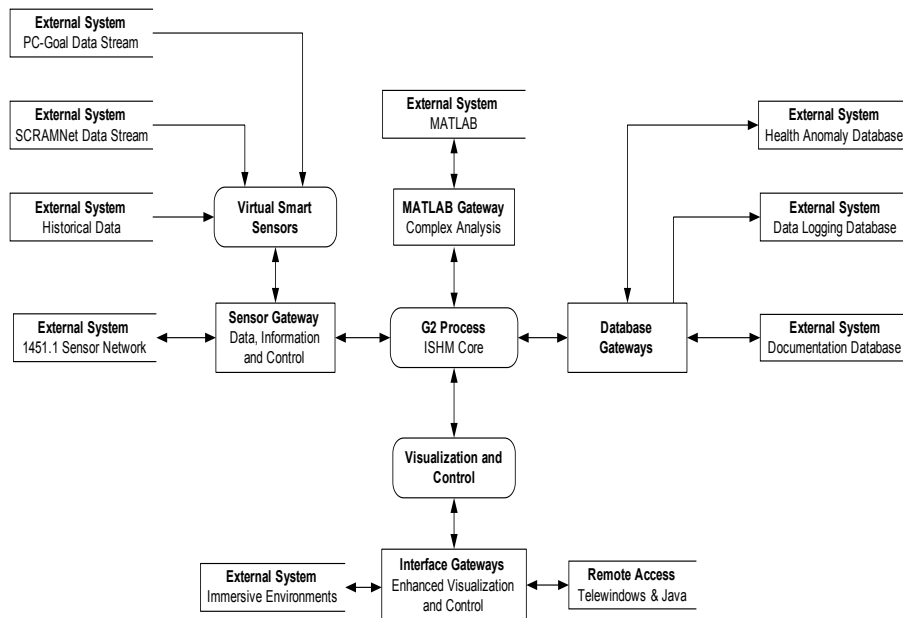 External System
PC-Goal Data Stream
External System
SCRAMNet Data Stream
External System
MATLAB
External System
Health Anomaly Database
External System
Historical Data
Virtual Smart
Sensors
MATLAB Gateway
Complex Analysis
External System
Data Logging Database
External System
1451.1 Sensor Network
Sensor Gateway
Data, Information
and Control
G2 Process
ISHM Core
Database
Gateways
External System
Documentation Database
Visualization and
Control
External System
Immersive Environments
Interface Gateways
Enhanced Visualization
and Control
Remote Access
Telewindows & Java